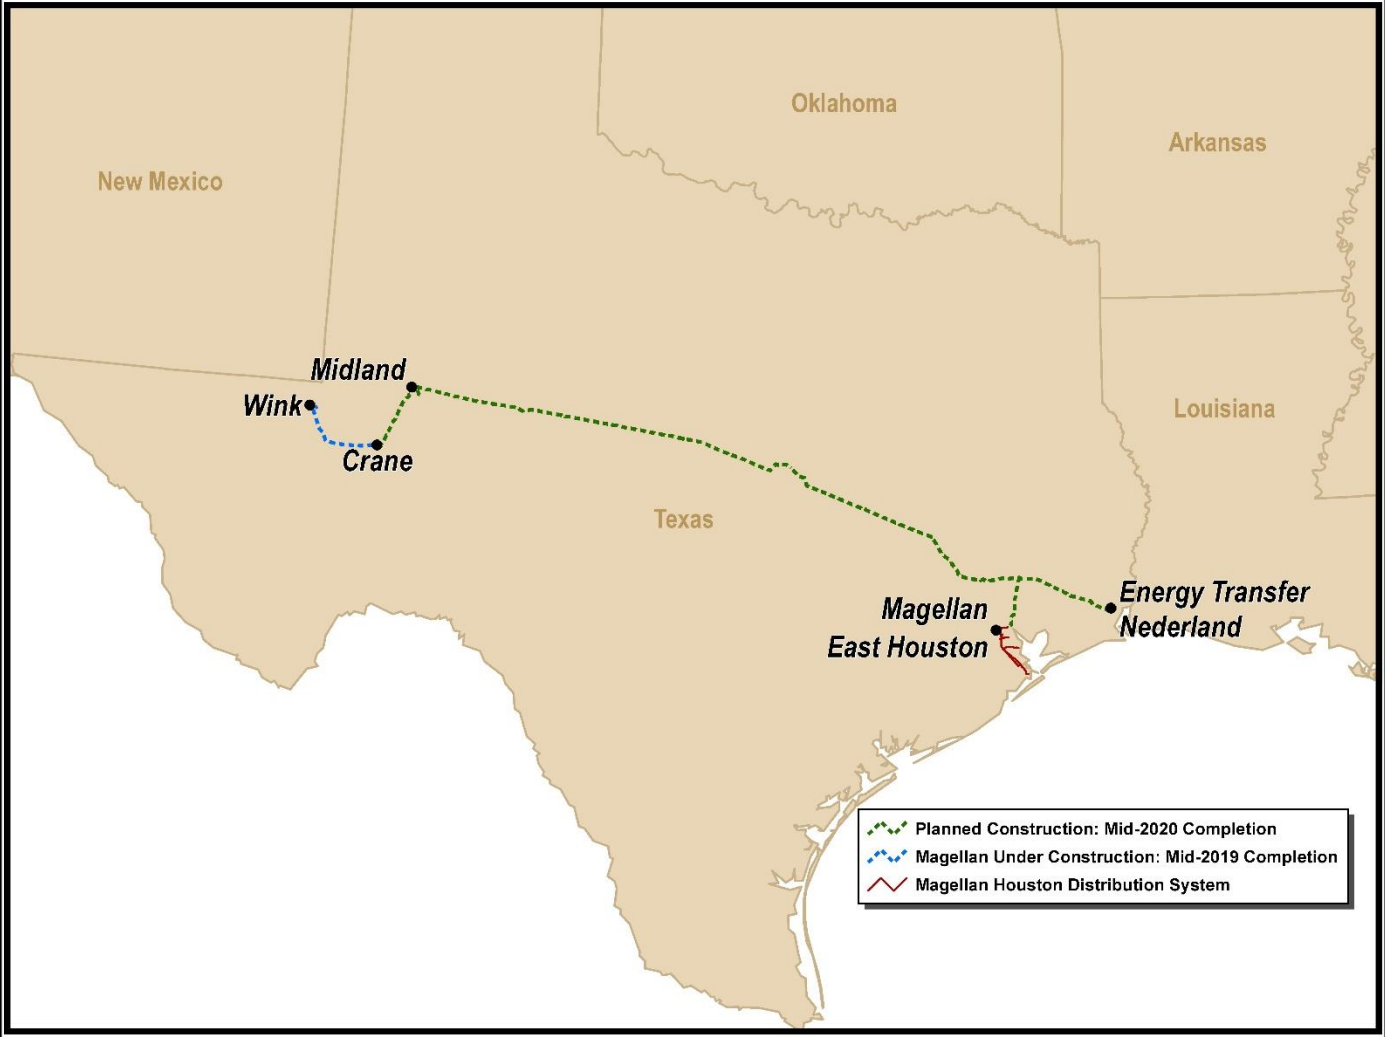 Oklahoma
Arkansas
New Mexico
Midland
Wink
Crane
Louisiana
Texas
Energy Transfer
Nederland
Magellan
East Houston
Planned Construction: Mid-2020 Completion
Magellan Under Construction: Mid-2019 Completion
Magellan Houston Distribution System